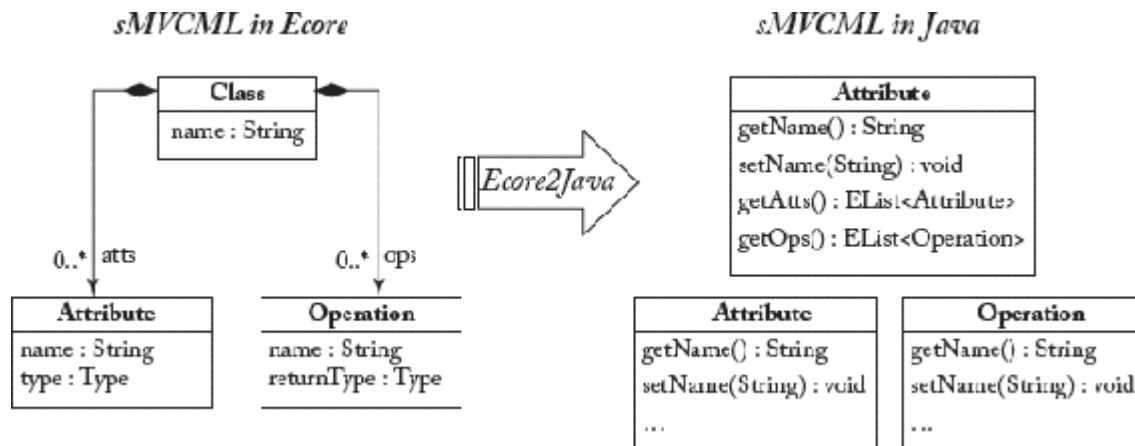 sMVCML in Ecore
sMVCML in Java
Class
name : String
0..* atts
0..* ops
Attribute
name : String
type : Type
Operation
name : String
returnType : Type
Ecore2Java
Attribute
getName() : String
setName(String) : void
getAtts() : EList<Attribute>
getOps() : EList<Operation>
Attribute
getName() : String
setName(String) : void
...
Operation
getName() : String
setName(String) : void
...